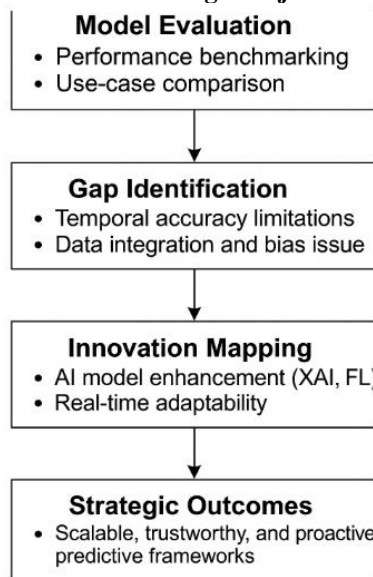 Model Evaluation
• Performance benchmarking
• Use-case comparison
Gap Identification
• Temporal accuracy limitations
• Data integration and bias issue
Innovation Mapping
• AI model enhancement (XAI, FL)
• Real-time adaptability
Strategic Outcomes
• Scalable, trustworthy, and proactive
predictive frameworks